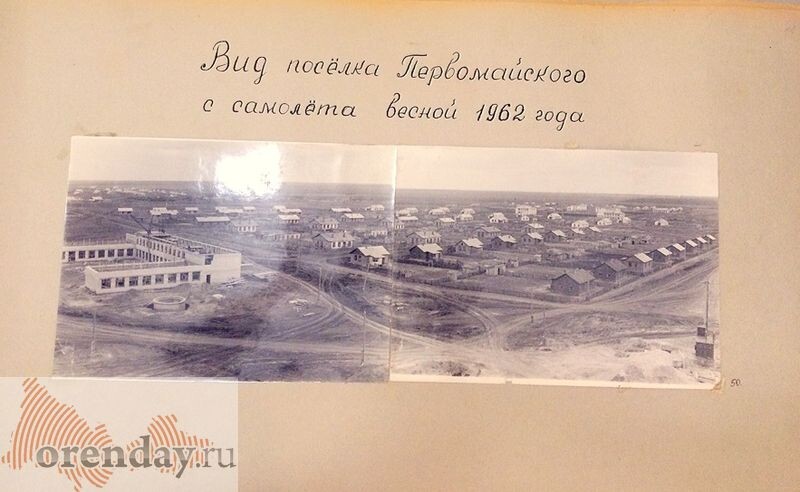 Вид посёлка Первомайского
с самолёта весной 1962 года
50.
orenday.ru